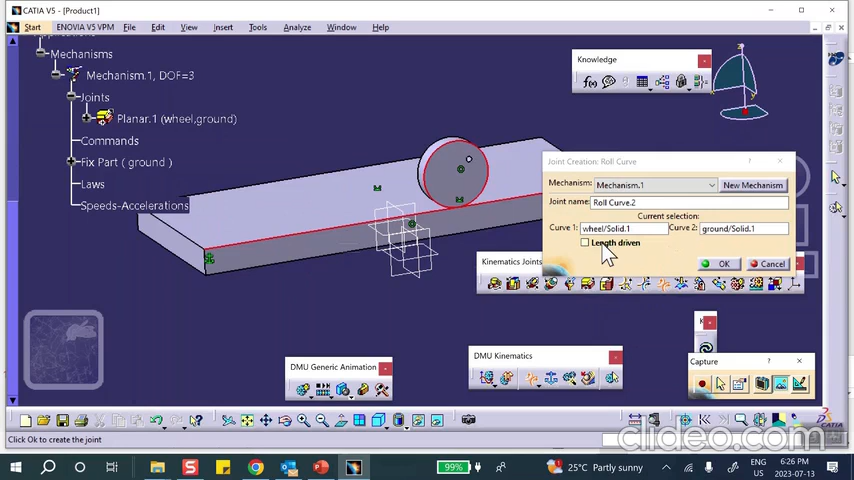 CATIA V5 - [Product1]
Start ENOVIA V5 VPM File Edit View Insert Tools Analyze Window Help
Mechanisms
Mechanism.1, DOF=3
Joints
Planar.1 (wheel,ground)
Commands
Fix Part ( ground )
Laws
Speeds-Accelerations
Knowledge
f(x)
Joint Creation: Roll Curve.2
Mechanism: Mechanism.1 New Mechanism
Joint name: Roll Curve.2
Current selection:
Curve 1: wheel/Solid.1 Curve 2: ground/Solid.1
Length driven
OK Cancel
Kinematics Joints
DMU Generic Animation
DMU Kinematics
Capture
Click Ok to create the joint
clideo.com
CATIA
99%
25°C Partly sunny
ENG
US
6:26 PM
2023-07-13